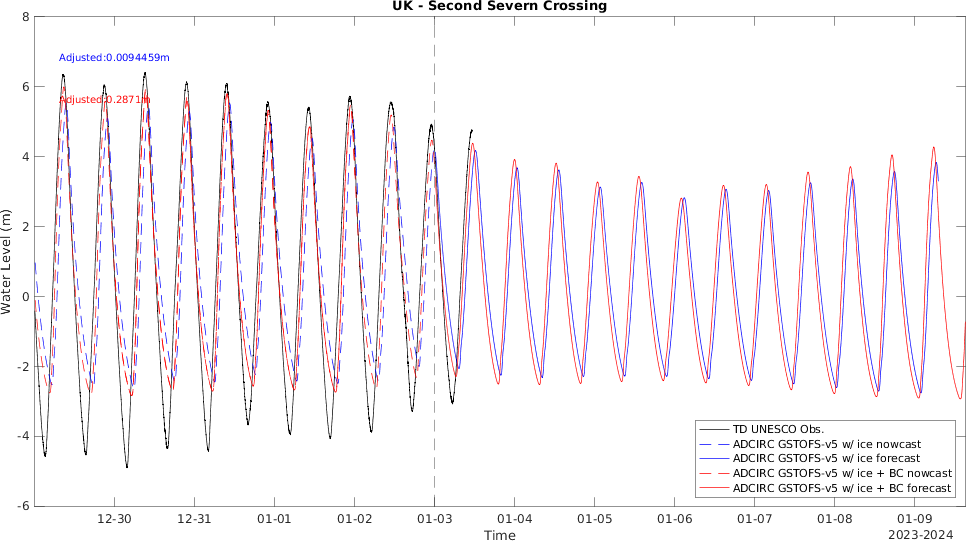 UK - Second Severn Crossing
Adjusted:0.0094459m
Adjusted:0.2871m
Water Level (m)
8
6
4
2
0
-2
-4
-6
TD UNESCO Obs.
ADCIRC GSTOFS-v5 w/ ice nowcast
ADCIRC GSTOFS-v5 w/ ice forecast
ADCIRC GSTOFS-v5 w/ ice + BC nowcast
ADCIRC GSTOFS-v5 w/ ice + BC forecast
12-30 12-31 01-01 01-02 01-03 01-04 01-05 01-06 01-07 01-08 01-09
Time
2023-2024